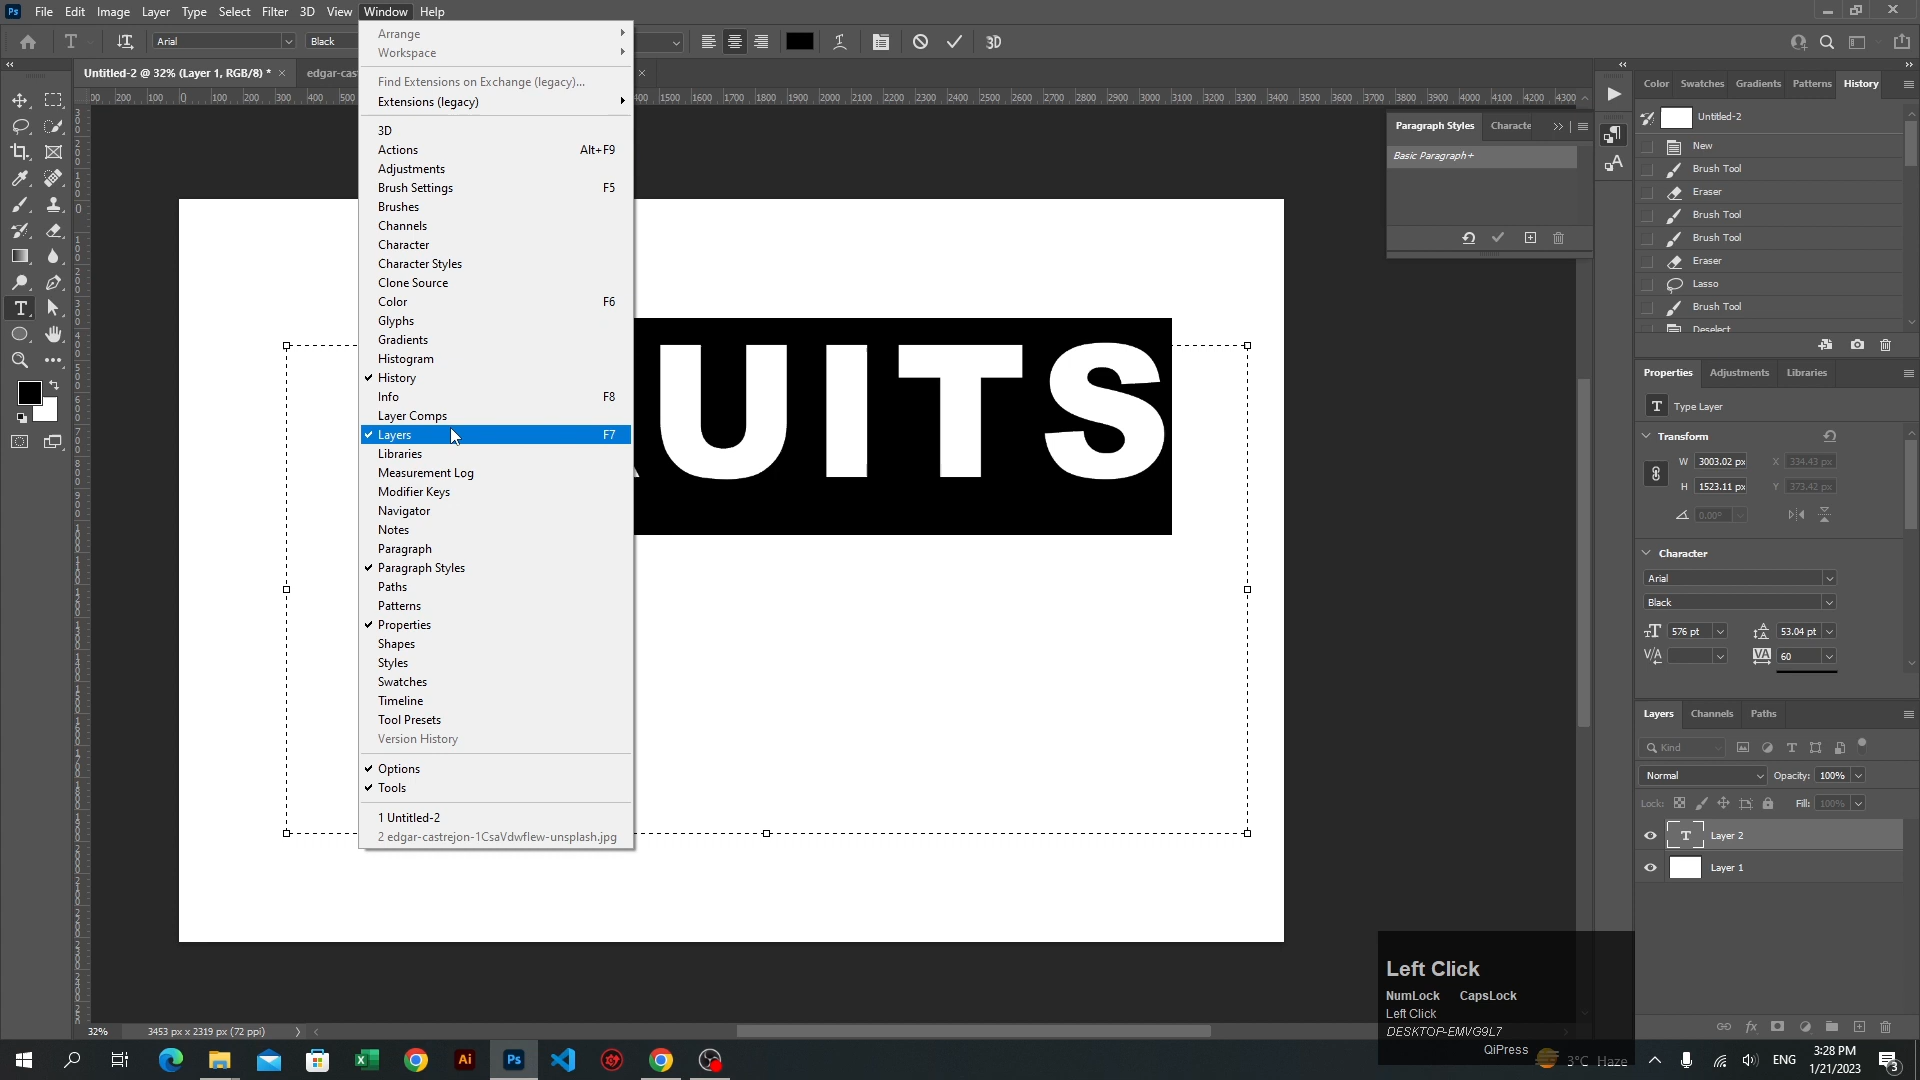 Ps File Edit Image Layer Type Select Filter 3D View Window Help
Arial
Black
3D
Untitled-2 @ 32% (Layer 1, RGB/8) *
edgar-cas
Arrange
Workspace
Find Extensions on Exchange (legacy)...
Extensions (legacy)
3D
Actions Alt+F9
Adjustments
Brush Settings F5
Brushes
Channels
Character
Character Styles
Clone Source
Color F6
Glyphs
Gradients
Histogram
History
Info F8
Layer Comps
Layers F7
Libraries
Measurement Log
Modifier Keys
Navigator
Notes
Paragraph
Paragraph Styles
Paths
Patterns
Properties
Shapes
Styles
Swatches
Timeline
Tool Presets
Version History
Options
Tools
1 Untitled-2
2 edgar-castrejon-1CsaVdwflew-unsplash.jpg
UITS
Paragraph Styles Characte
Basic Paragraph+
Color Swatches Gradients Patterns History
Untitled-2
New
Brush Tool
Eraser
Brush Tool
Brush Tool
Eraser
Lasso
Brush Tool
Deselect
Properties Adjustments Libraries
T Type Layer
Transform
W 3003.02 px X 334.43 px
H 1523.11 px Y 373.42 px
0.00°
Character
Arial
Black
576 pt 53.04 pt
60
Layers Channels Paths
Kind
Normal Opacity: 100%
Lock: Fill: 100%
T Layer 2
Layer 1
32% 3453 px x 2319 px (72 ppi)
Left Click
NumLock CapsLock
Left Click
DESKTOP-EMVG9L7
QiPress
Ai Ps
3°C Haze ENG
3:28 PM
1/21/2023
3